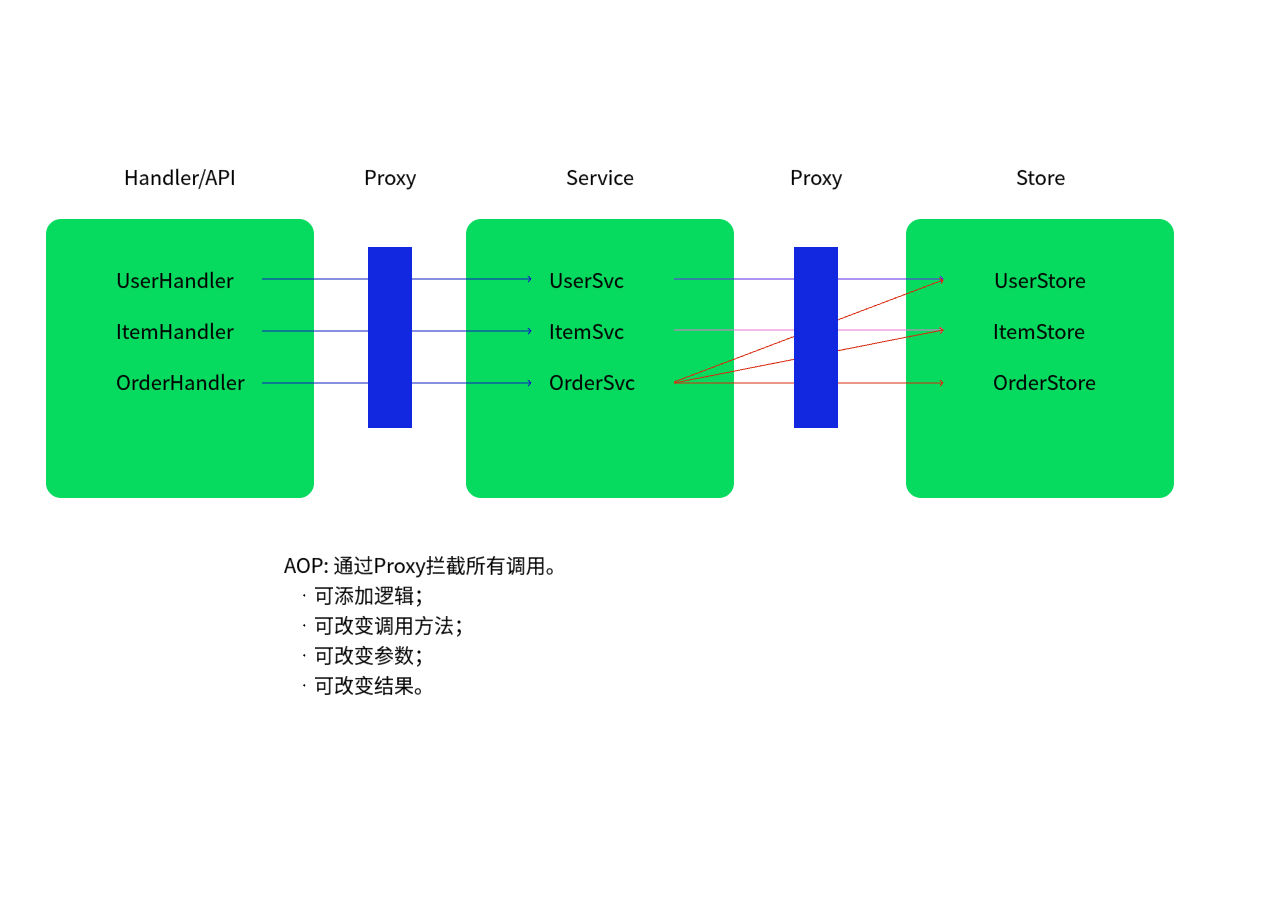 Handler/API
Proxy
Service
Proxy
Store
UserHandler
ItemHandler
OrderHandler
UserSvc
ItemSvc
OrderSvc
UserStore
ItemStore
OrderStore
AOP: 通过Proxy拦截所有调用。
· 可添加逻辑；
· 可改变调用方法；
· 可改变参数；
· 可改变结果。